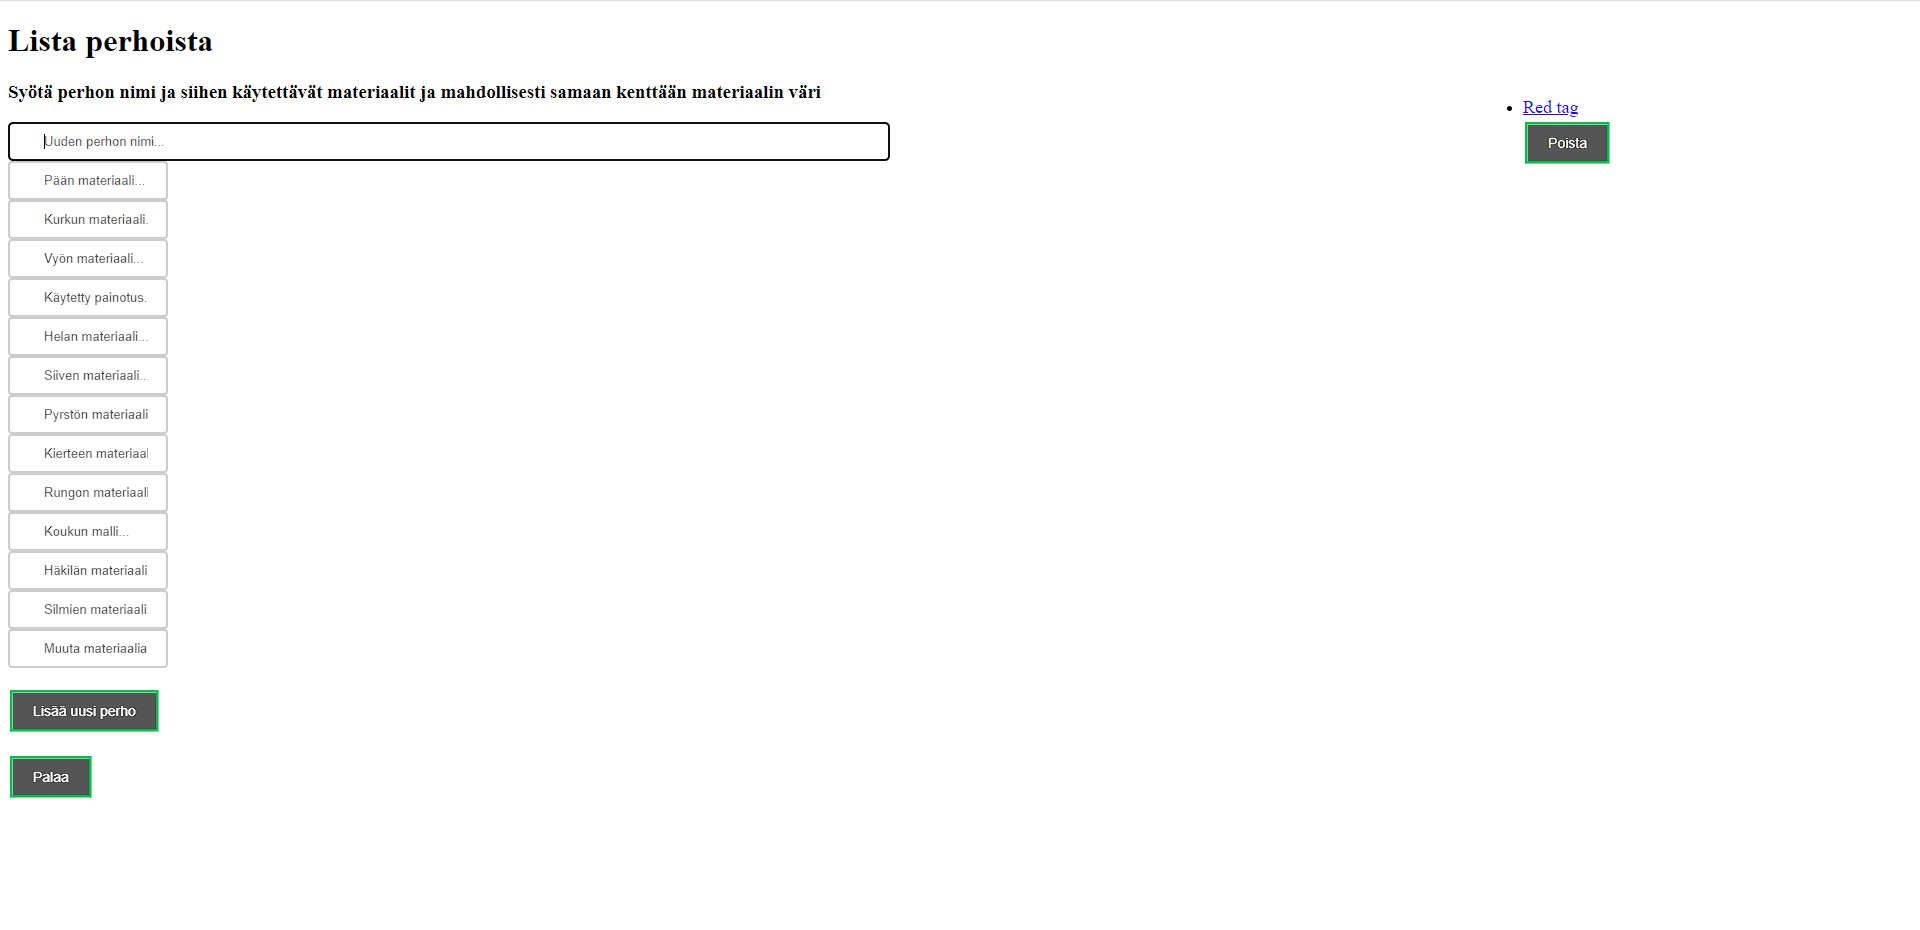 Lista perhoista
Syötä perhon nimi ja siihen käytettävät materiaalit ja mahdollisesti samaan kenttään materiaalin väri
Uuden perhon nimi...
Pään materiaali...
Kurkun materiaali.
Vyön materiaali...
Käytetty painotus.
Helan materiaali...
Siiven materiaali..
Pyrstön materiaali
Kierteen materiaal
Rungon materiaali
Koukun malli...
Häkilän materiaali
Silmien materiaali
Muuta materiaalia
Lisää uusi perho
Palaa
Red tag
Poista